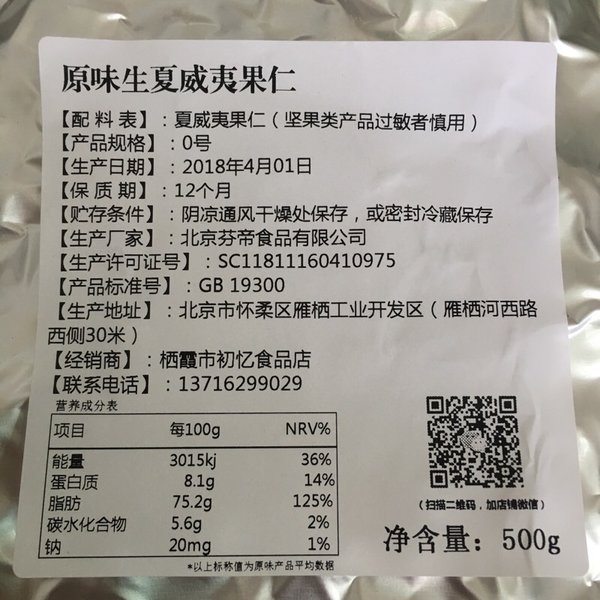 原味生夏威夷果仁
【配 料 表】：夏威夷果仁（坚果类产品过敏者慎用）
【产品规格】：0号
【生产日期】：2018年4月01日
【保 质 期】：12个月
【贮存条件】：阴凉通风干燥处保存，或密封冷藏保存
【生产厂家】：北京芬帝食品有限公司
【生产许可证号】：SC11811160410975
【产品标准号】：GB 19300
【生产地址】：北京市怀柔区雁栖工业开发区（雁栖河西路
西侧30米）
【经销商】：栖霞市初忆食品店
【联系电话】：13716299029
营养成分表
项目 每100g NRV%
能量 3015kj 36%
蛋白质 8.1g 14%
脂肪 75.2g 125%
碳水化合物 5.6g 2%
钠 20mg 1%
*以上标称值为原味产品平均数据
（扫描二维码，加店铺微信）
净含量：500g